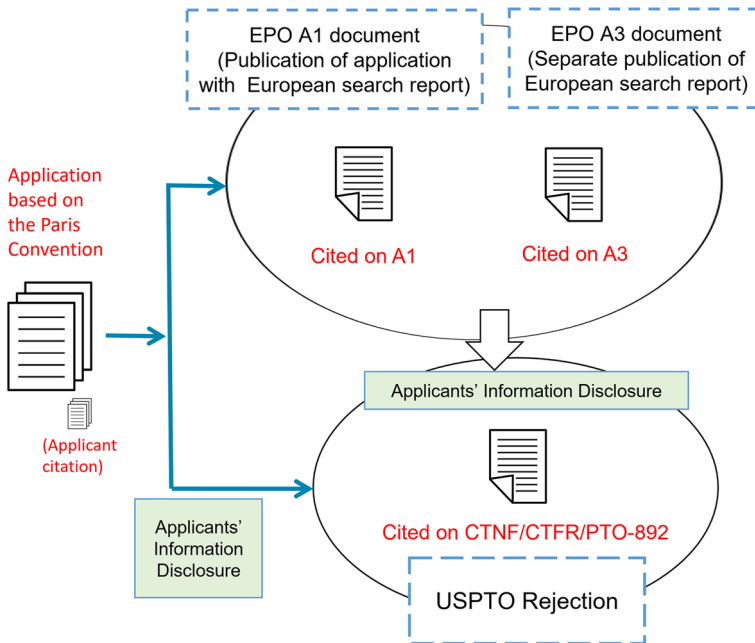 EPO A1 document
(Publication of application
with European search report)
EPO A3 document
(Separate publication of
European search report)
Application
based on
the Paris
Convention
Cited on A1
Cited on A3
Applicants' Information Disclosure
(Applicant
citation)
Applicants'
Information
Disclosure
Cited on CTNF/CTFR/PTO-892
USPTO Rejection